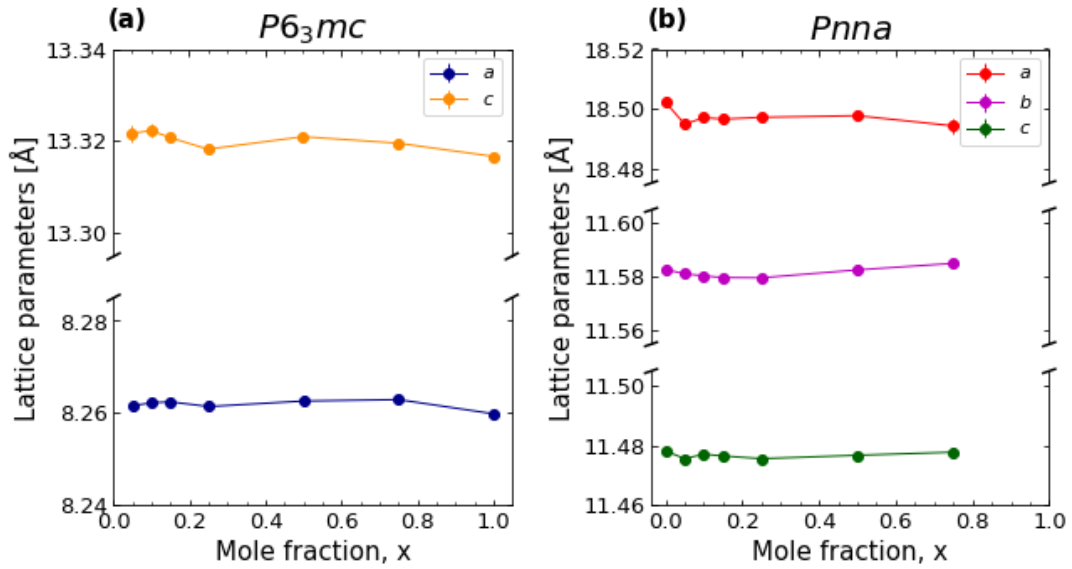 (a)
P6₃mc
Lattice parameters [Å]
13.34
13.32
13.30
8.28
8.26
8.24
a
c
0.0 0.2 0.4 0.6 0.8 1.0
Mole fraction, x
(b)
Pnna
Lattice parameters [Å]
18.52
18.50
18.48
11.60
11.58
11.56
11.50
11.48
11.46
a
b
c
0.0 0.2 0.4 0.6 0.8 1.0
Mole fraction, x